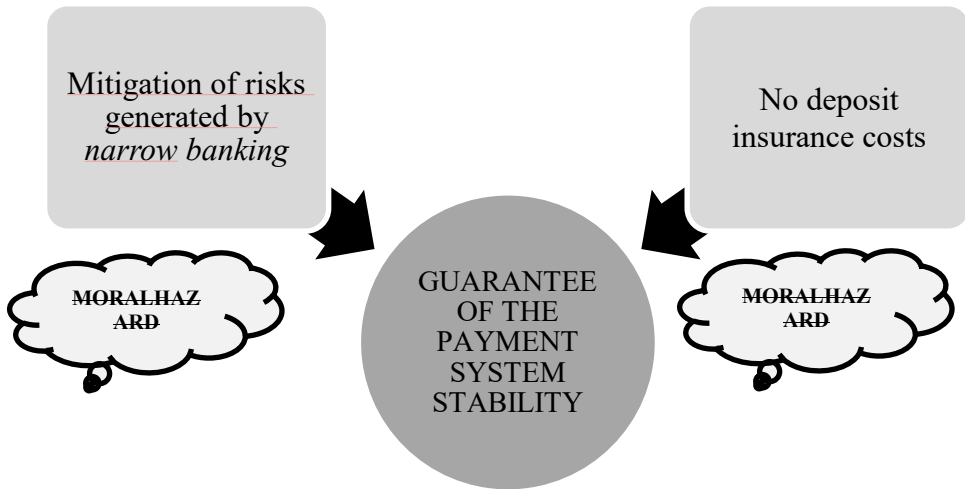 Mitigation of risks
generated by
narrow banking
No deposit
insurance costs
MORALHAZ
ARD
GUARANTEE
OF THE
PAYMENT
SYSTEM
STABILITY
MORALHAZ
ARD